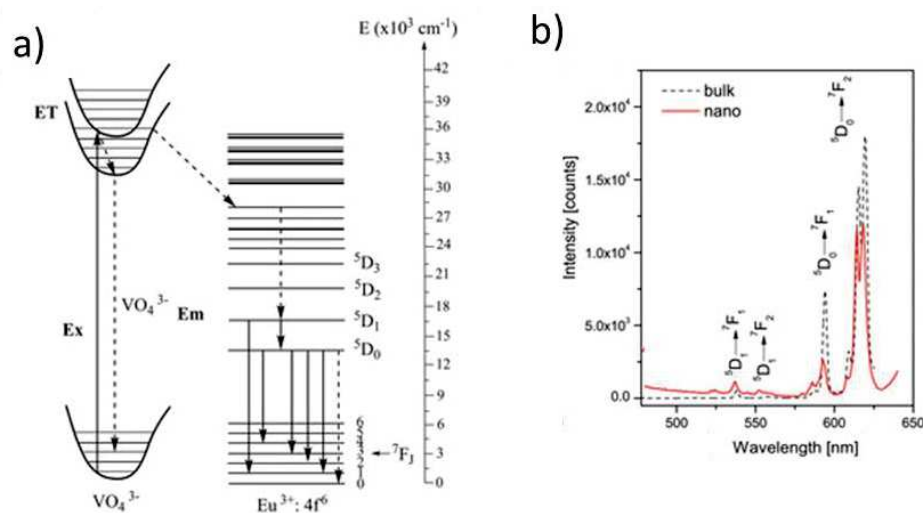 a)
E (x10³ cm⁻¹)
42
39
36
33
30
27
24
21
18
15
12
9
6
3
0
ET
Ex
VO₄³⁻
Em
VO₄³⁻
⁵D₃
⁵D₂
⁵D₁
⁵D₀
6
⁷F_J
0
Eu³⁺: 4f⁶
b)
bulk
nano
⁵D₁ → ⁷F₁
⁵D₁ → ⁷F₂
⁵D₀ → ⁷F₁
⁵D₀ → ⁷F₂
Intensity [counts]
2.0x10⁴
1.5x10⁴
1.0x10⁴
5.0x10³
0.0
500
550
600
650
Wavelength [nm]